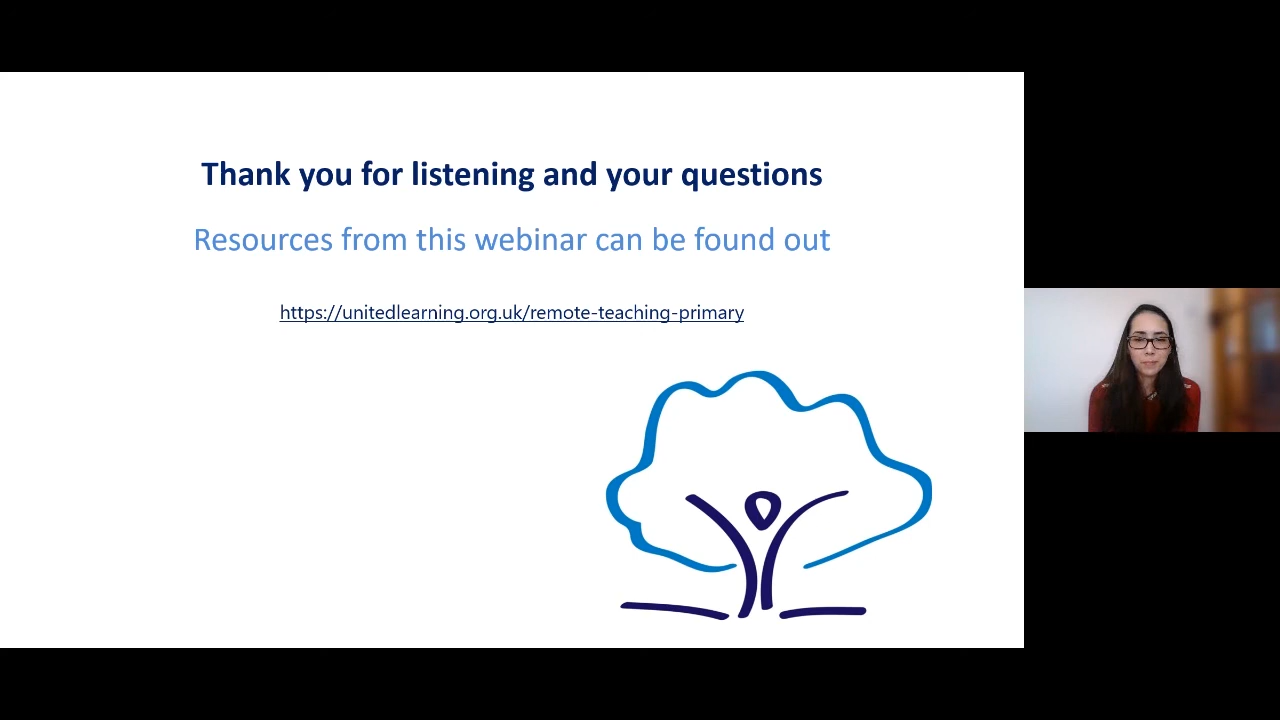 Thank you for listening and your questions
Resources from this webinar can be found out
https://unitedlearning.org.uk/remote-teaching-primary